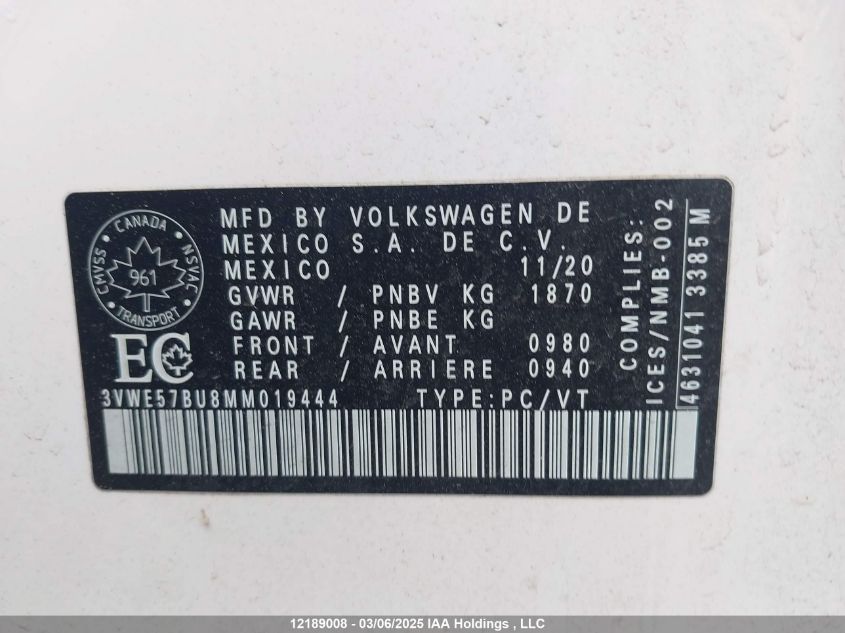 CANADA
CMVSS
NSVAC
961
TRANSPORT
EC
MFD BY VOLKSWAGEN DE
MEXICO S.A. DE C.V.
MEXICO 11/20
GVWR / PNBV KG 1870
GAWR / PNBE KG
FRONT / AVANT 0980
REAR / ARRIERE 0940
3VWE57BU8MM019444 TYPE:PC/VT
COMPLIES:
ICES/NMB-002
4631041 3385 M
12189008 - 03/06/2025 IAA Holdings , LLC